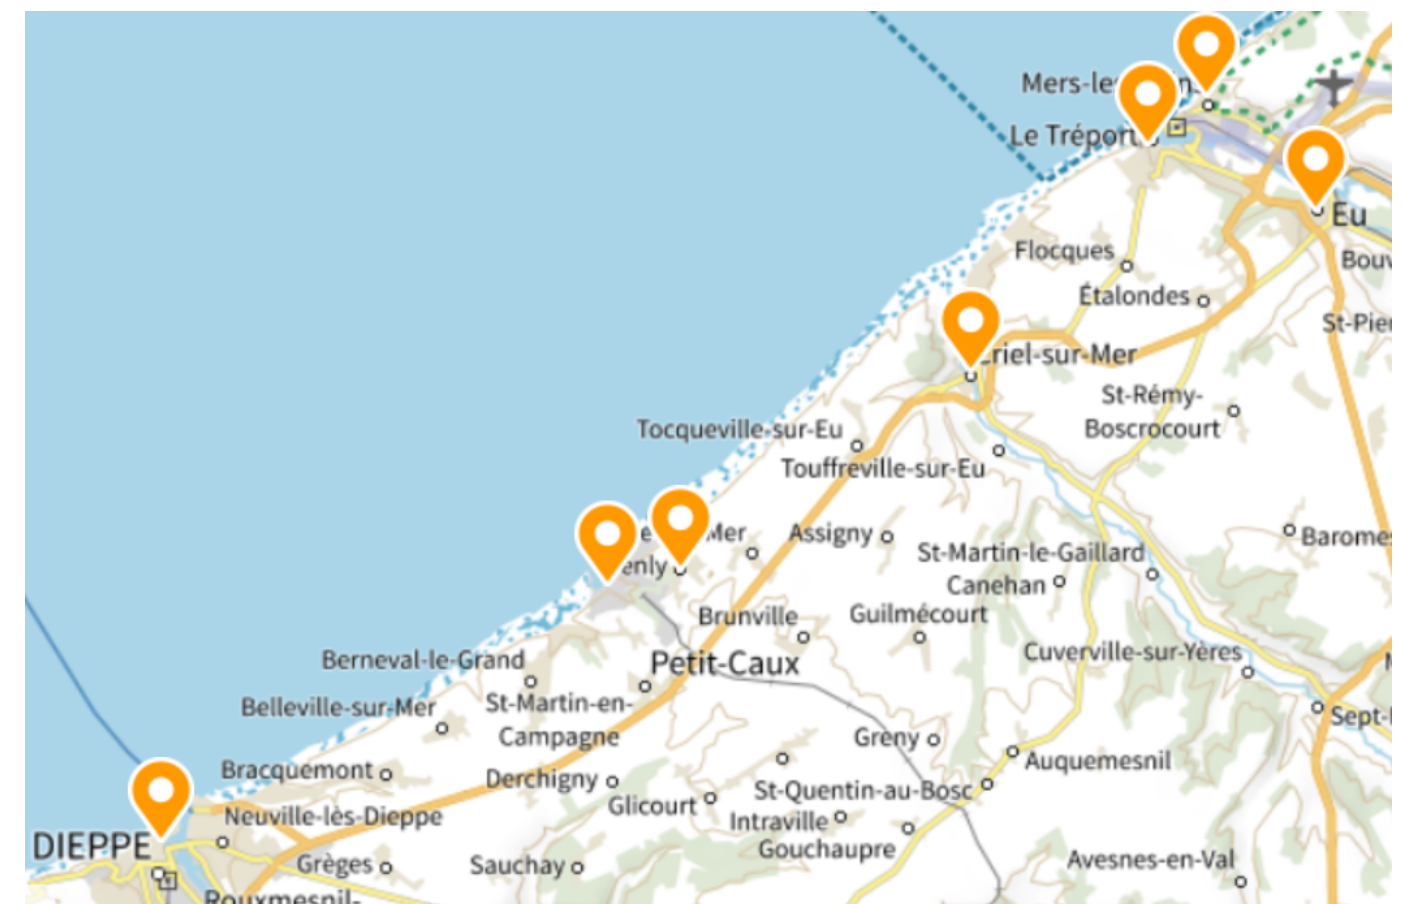 Mers-les
Le Tréport
Eu
Flocques
Bouv
Étalondes
St-Pier
riel-sur-Mer
St-Rémy-
Boscrocourt
Tocqueville-sur-Eu
Touffreville-sur-Eu
Mer
Assigny
Barome
St-Martin-le-Gaillard
enly
Canehan
Brunville
Guilmécourt
Cuverville-sur-Yères
Berneval-le-Grand
Petit-Caux
Belleville-sur-Mer
St-Martin-en-
Campagne
Sept-
Greny
Auquemesnil
Bracquemont
Derchigny
St-Quentin-au-Bosc
Glicourt
Neuville-lès-Dieppe
Intraville
DIEPPE
Gouchaupre
Grèges
Sauchay
Avesnes-en-Val
Rouxmesnil-